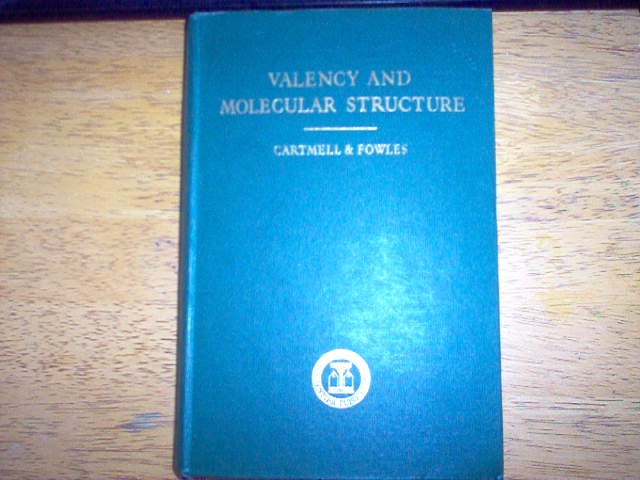 VALENCY AND
MOLECULAR STRUCTURE
CARTMELL & FOWLES